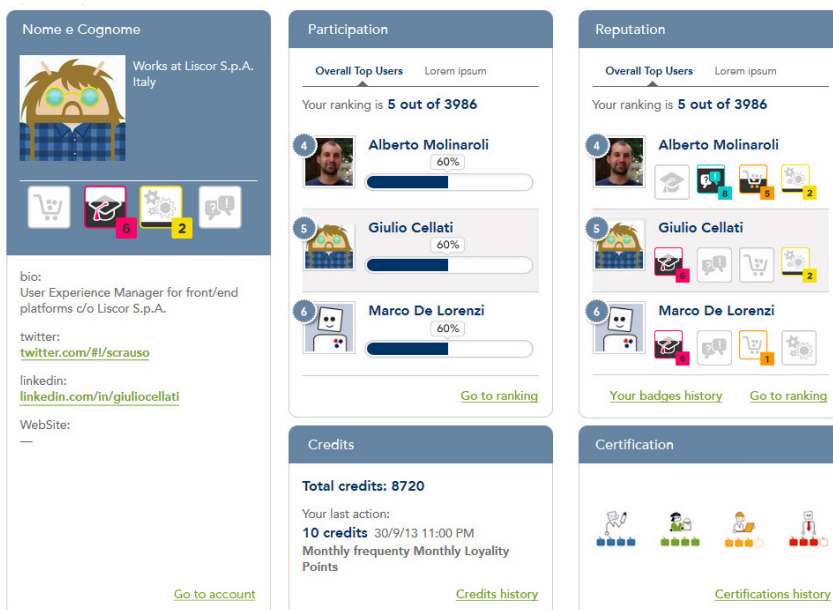 Nome e Cognome
Works at Liscor S.p.A.
Italy
6
2
bio:
User Experience Manager for front/end
platforms c/o Liscor S.p.A.
twitter:
twitter.com/#!/scrauso
linkedin:
linkedin.com/in/giuliocellati
WebSite:
—
Go to account
Participation
Overall Top Users Lorem ipsum
Your ranking is 5 out of 3986
4
Alberto Molinaroli
60%
5
Giulio Cellati
60%
6
Marco De Lorenzi
60%
Go to ranking
Reputation
Overall Top Users Lorem ipsum
Your ranking is 5 out of 3986
4
Alberto Molinaroli
8 5 2
5
Giulio Cellati
6 2
6
Marco De Lorenzi
6 1
Your badges history Go to ranking
Credits
Total credits: 8720
Your last action:
10 credits 30/9/13 11:00 PM
Monthly frequenty Monthly Loyality
Points
Credits history
Certification
Certifications history